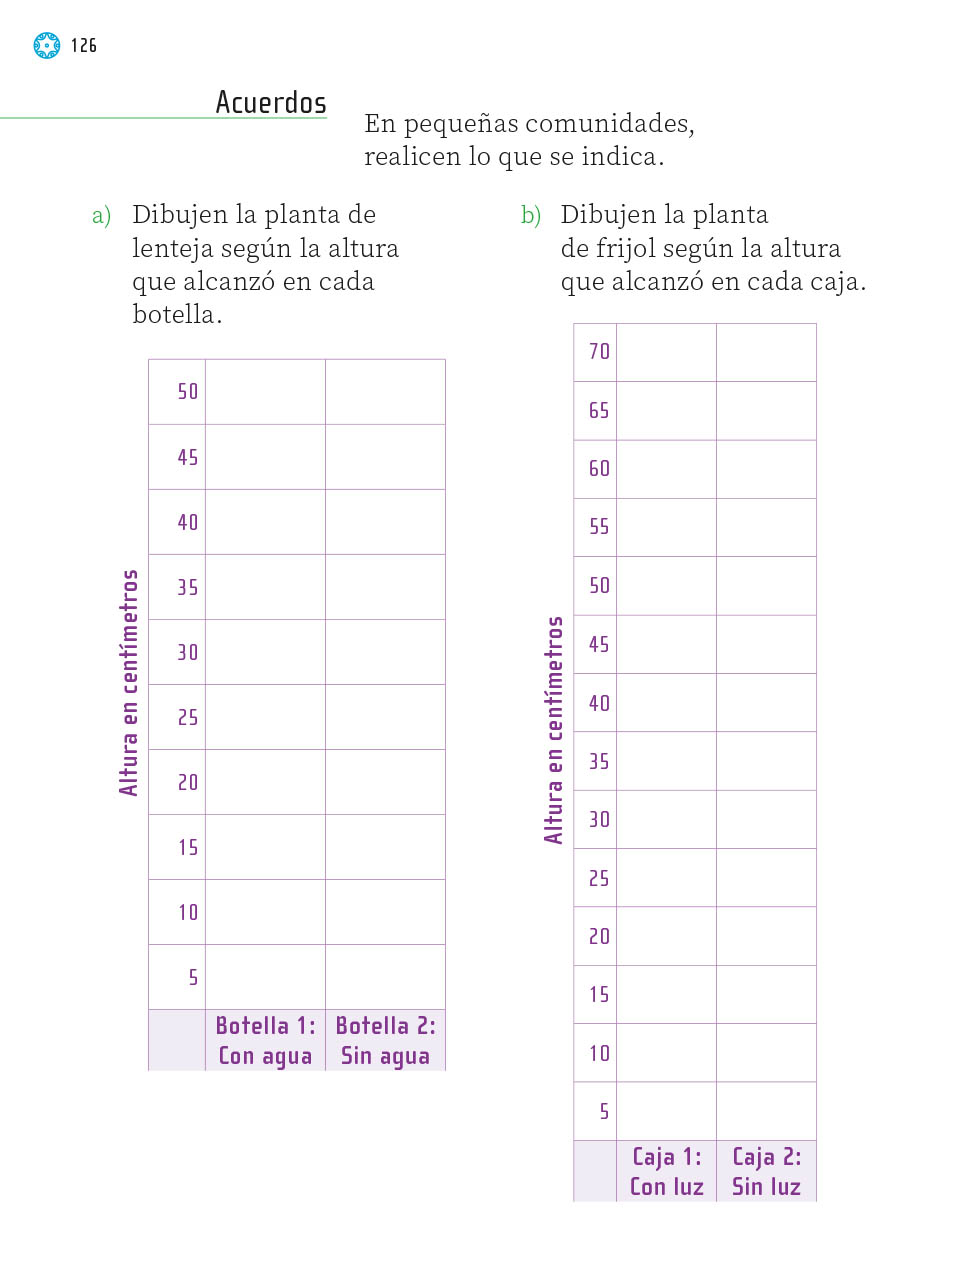 126
Acuerdos
En pequeñas comunidades,
realicen lo que se indica.
a) Dibujen la planta de
lenteja según la altura
que alcanzó en cada
botella.
50
45
40
35
30
25
20
15
10
5
Altura en centímetros
Botella 1:
Con agua
Botella 2:
Sin agua
b) Dibujen la planta
de frijol según la altura
que alcanzó en cada caja.
70
65
60
55
50
45
40
35
30
25
20
15
10
5
Altura en centímetros
Caja 1:
Con luz
Caja 2:
Sin luz